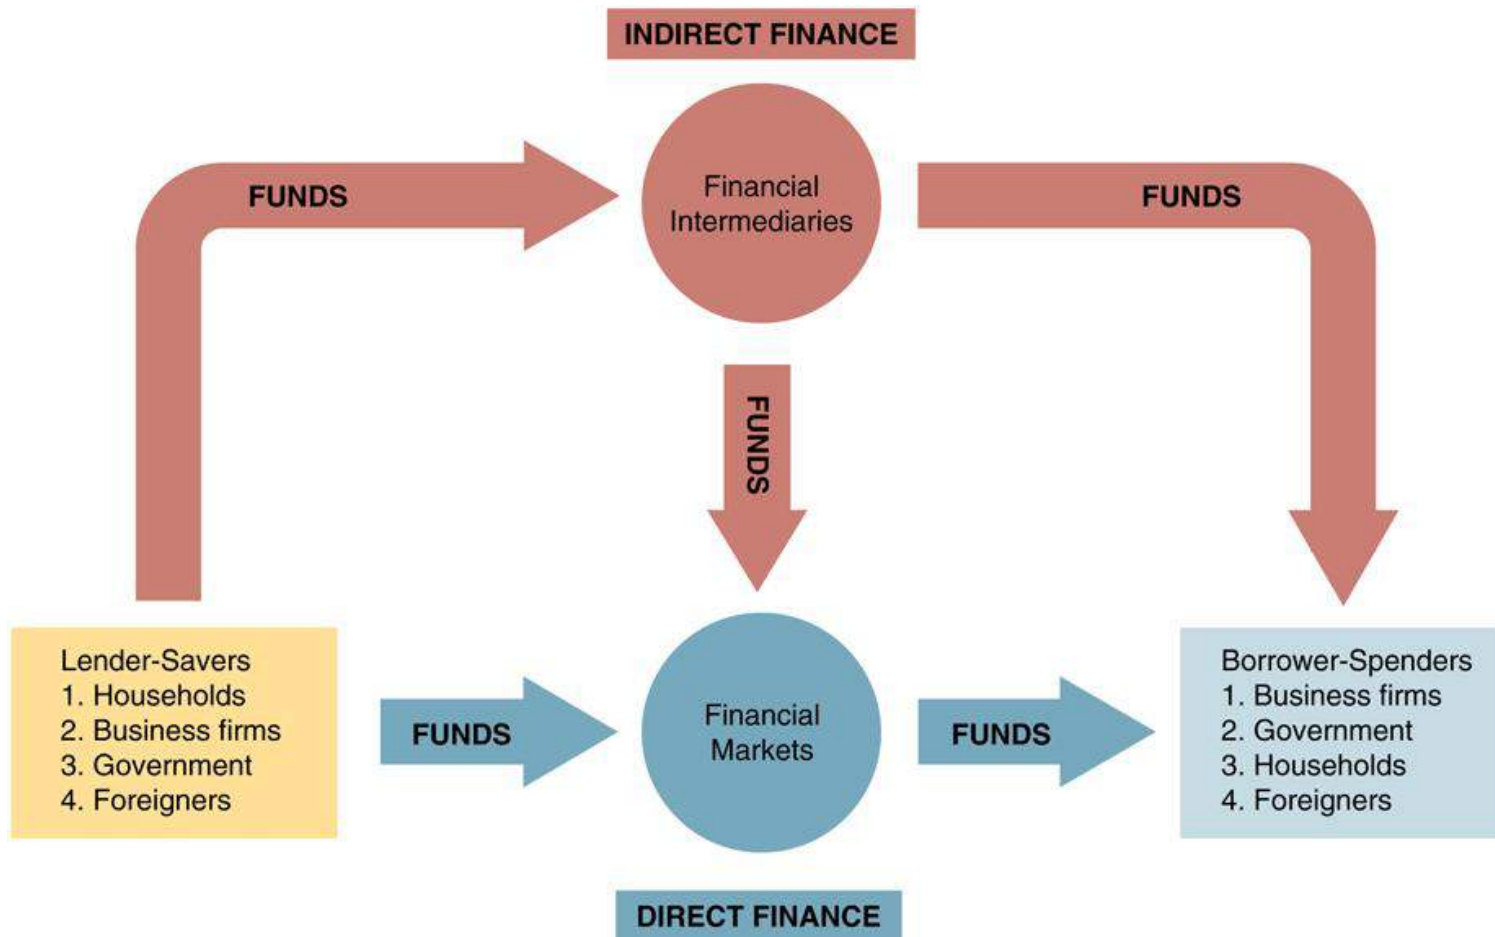 INDIRECT FINANCE
Financial
Intermediaries
FUNDS
FUNDS
FUNDS
Lender-Savers
1. Households
2. Business firms
3. Government
4. Foreigners
FUNDS
Financial
Markets
FUNDS
Borrower-Spenders
1. Business firms
2. Government
3. Households
4. Foreigners
DIRECT FINANCE